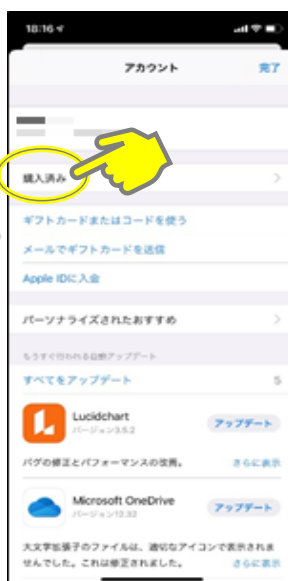 18:16
アカウント
完了
購入済み
ギフトカードまたはコードを使う
メールでギフトカードを送信
Apple IDに入金
パーソナライズされたおすすめ
もうすぐ行われる自動アップデート
すべてをアップデート
5
Lucidchart
バージョン3.5.2
アップデート
バグの修正とパフォーマンスの改善。
さらに表示
Microsoft OneDrive
バージョン12.32
アップデート
大文字拡張子のファイルは、適切なアイコンで表示されま
せんでした。これは修正されました。
さらに表示